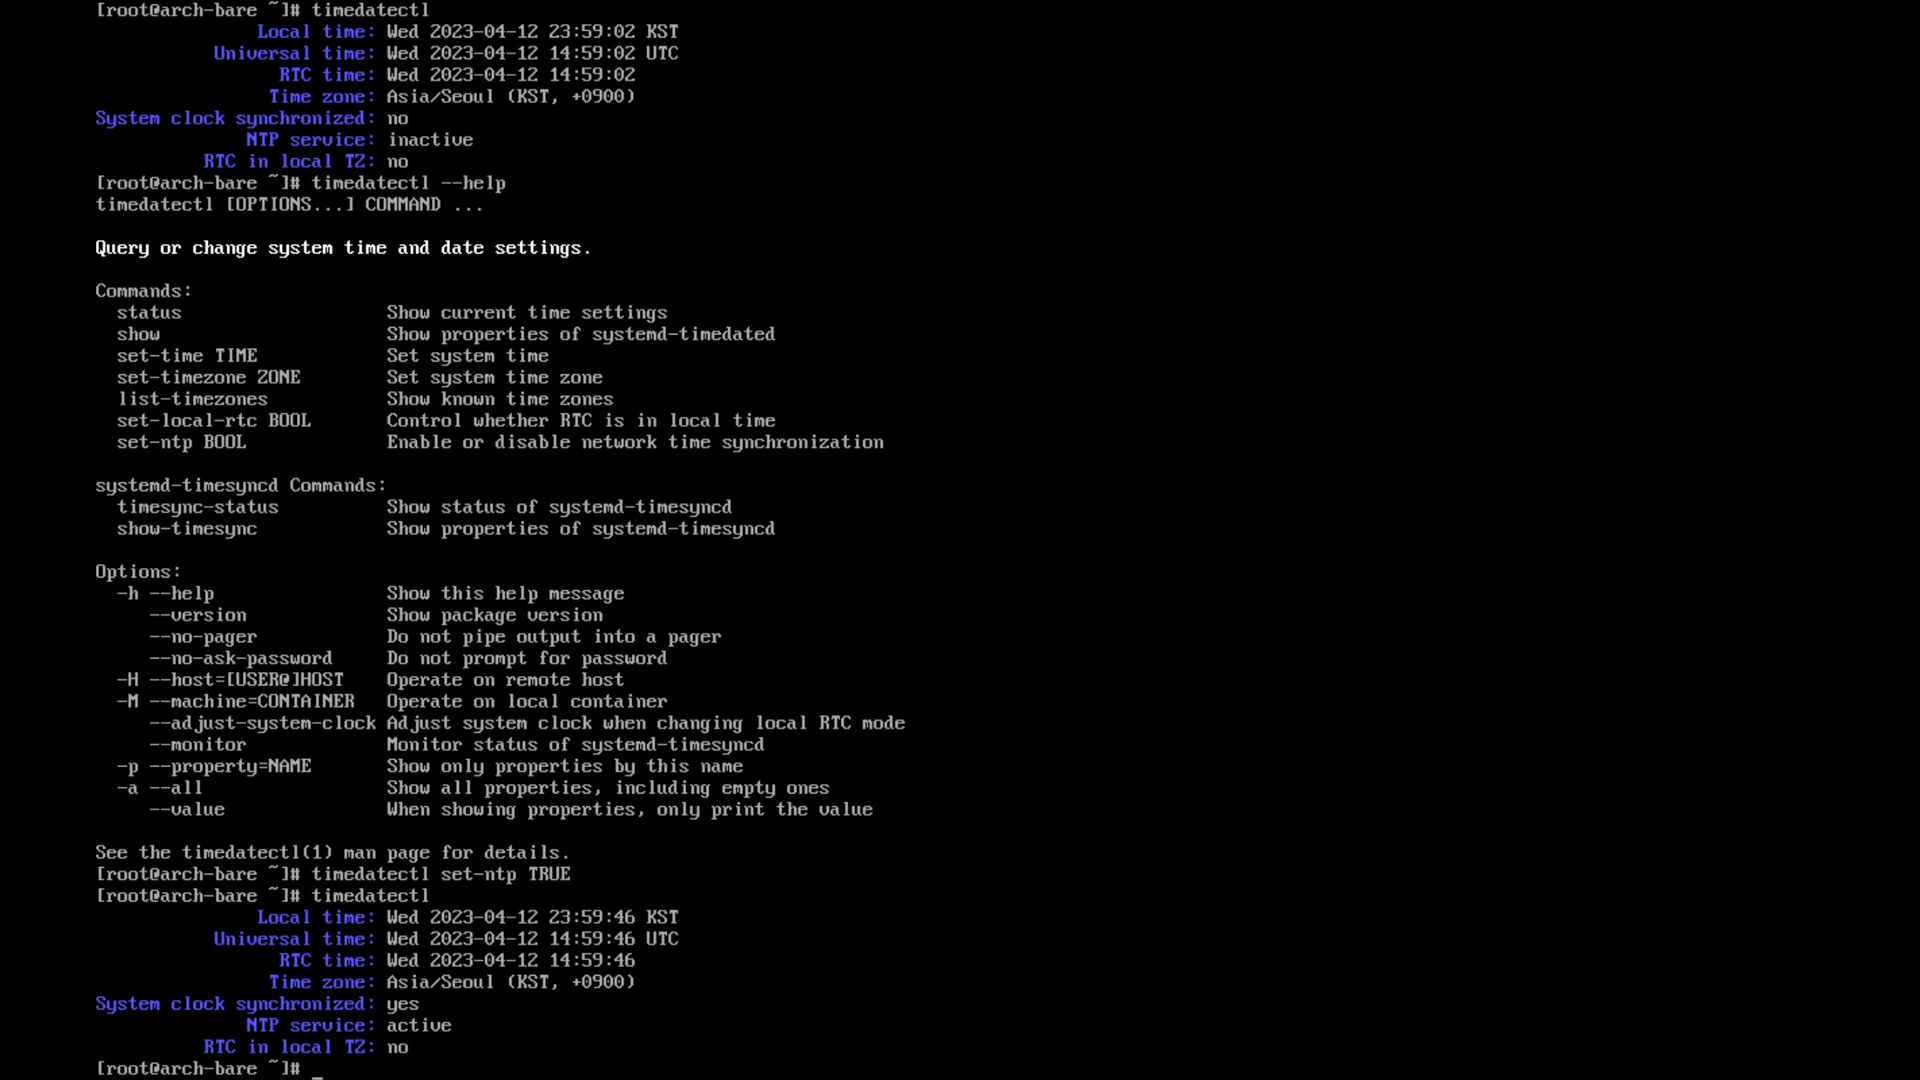 [root@arch-bare ~]# timedatectl
Local time: Wed 2023-04-12 23:59:02 KST
Universal time: Wed 2023-04-12 14:59:02 UTC
RTC time: Wed 2023-04-12 14:59:02
Time zone: Asia/Seoul (KST, +0900)
System clock synchronized: no
NTP service: inactive
RTC in local TZ: no
[root@arch-bare ~]# timedatectl --help
timedatectl [OPTIONS...] COMMAND ...

Query or change system time and date settings.

Commands:
  status                   Show current time settings
  show                     Show properties of systemd-timedated
  set-time TIME            Set system time
  set-timezone ZONE        Set system time zone
  list-timezones           Show known time zones
  set-local-rtc BOOL       Control whether RTC is in local time
  set-ntp BOOL             Enable or disable network time synchronization

systemd-timesyncd Commands:
  timesync-status          Show status of systemd-timesyncd
  show-timesync            Show properties of systemd-timesyncd

Options:
  -h --help                Show this help message
     --version             Show package version
     --no-pager            Do not pipe output into a pager
     --no-ask-password     Do not prompt for password
  -H --host=[USER@]HOST    Operate on remote host
  -M --machine=CONTAINER   Operate on local container
     --adjust-system-clock Adjust system clock when changing local RTC mode
     --monitor             Monitor status of systemd-timesyncd
  -p --property=NAME       Show only properties by this name
  -a --all                 Show all properties, including empty ones
     --value               When showing properties, only print the value

See the timedatectl(1) man page for details.
[root@arch-bare ~]# timedatectl set-ntp TRUE
[root@arch-bare ~]# timedatectl
Local time: Wed 2023-04-12 23:59:46 KST
Universal time: Wed 2023-04-12 14:59:46 UTC
RTC time: Wed 2023-04-12 14:59:46
Time zone: Asia/Seoul (KST, +0900)
System clock synchronized: yes
NTP service: active
RTC in local TZ: no
[root@arch-bare ~]# _